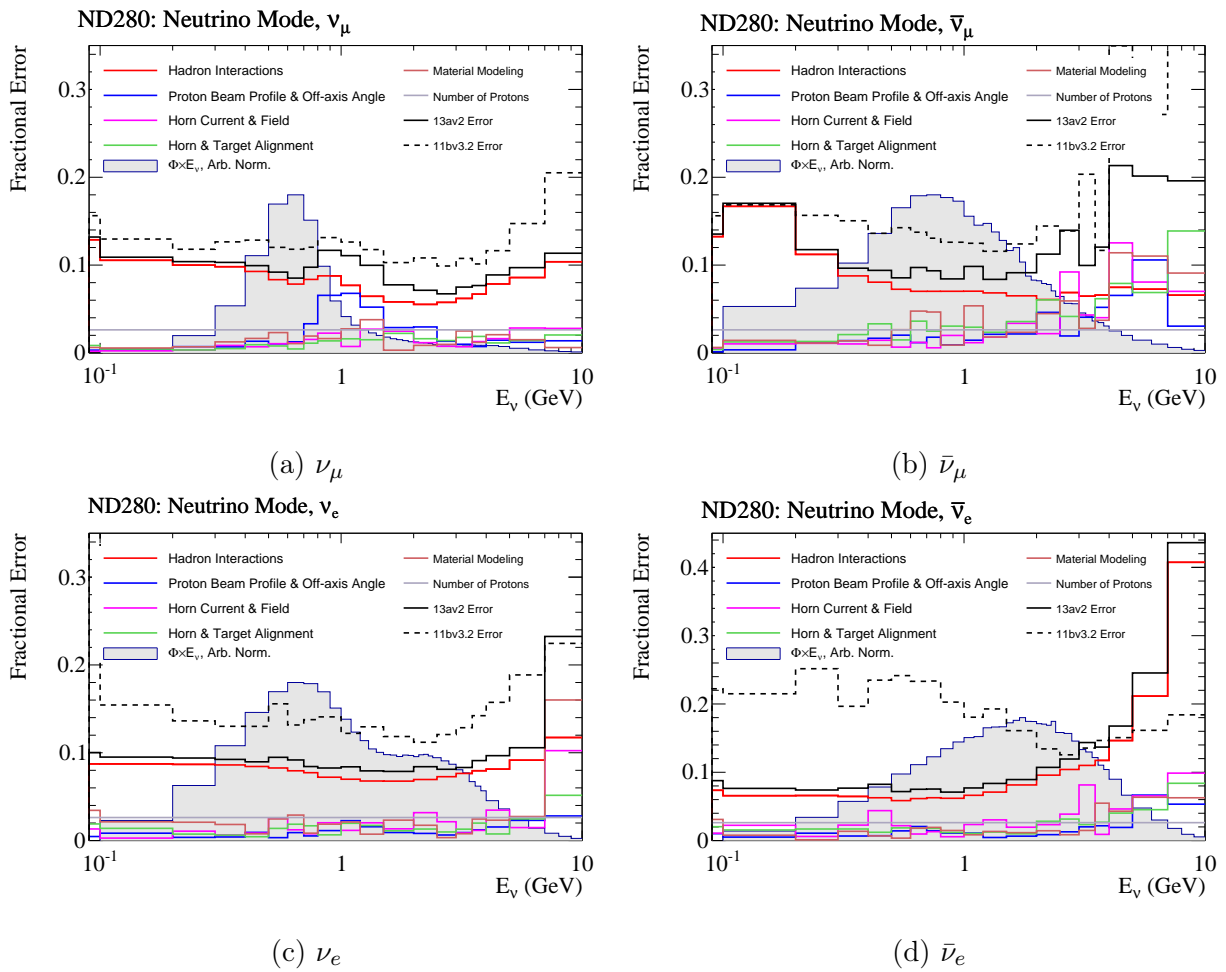 ND280: Neutrino Mode, νμ
Fractional Error
0.3
0.2
0.1
0
Hadron Interactions
Proton Beam Profile & Off-axis Angle
Horn Current & Field
Horn & Target Alignment
Φ×Eν, Arb. Norm.
Material Modeling
Number of Protons
13av2 Error
11bv3.2 Error
10⁻¹ 1 10
Eν (GeV)
(a) νμ
ND280: Neutrino Mode, ν̄μ
Fractional Error
0.3
0.2
0.1
0
Hadron Interactions
Proton Beam Profile & Off-axis Angle
Horn Current & Field
Horn & Target Alignment
Φ×Eν, Arb. Norm.
Material Modeling
Number of Protons
13av2 Error
11bv3.2 Error
10⁻¹ 1 10
Eν (GeV)
(b) ν̄μ
ND280: Neutrino Mode, νe
Fractional Error
0.3
0.2
0.1
0
Hadron Interactions
Proton Beam Profile & Off-axis Angle
Horn Current & Field
Horn & Target Alignment
Φ×Eν, Arb. Norm.
Material Modeling
Number of Protons
13av2 Error
11bv3.2 Error
10⁻¹ 1 10
Eν (GeV)
(c) νe
ND280: Neutrino Mode, ν̄e
Fractional Error
0.4
0.3
0.2
0.1
0
Hadron Interactions
Proton Beam Profile & Off-axis Angle
Horn Current & Field
Horn & Target Alignment
Φ×Eν, Arb. Norm.
Material Modeling
Number of Protons
13av2 Error
11bv3.2 Error
10⁻¹ 1 10
Eν (GeV)
(d) ν̄e